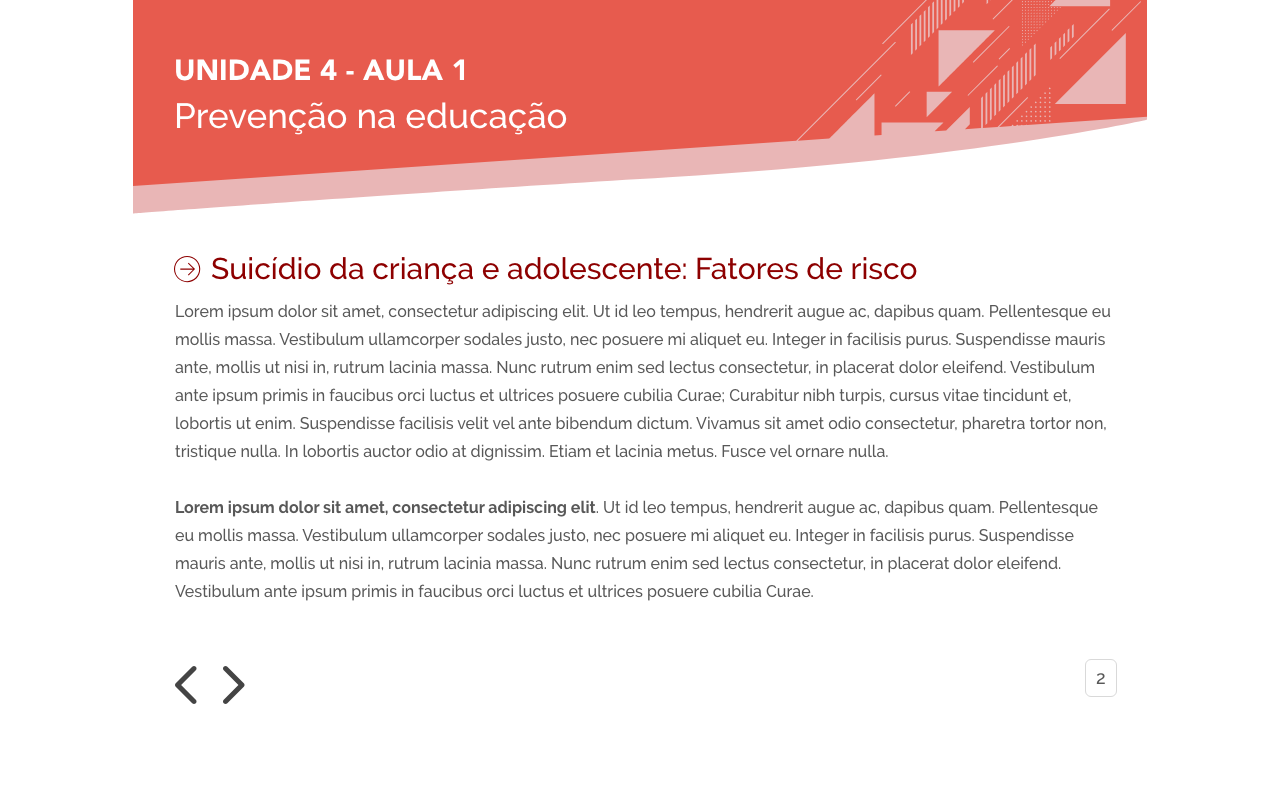 UNIDADE 4 - AULA 1
Prevenção na educação
Suicídio da criança e adolescente: Fatores de risco
Lorem ipsum dolor sit amet, consectetur adipiscing elit. Ut id leo tempus, hendrerit augue ac, dapibus quam. Pellentesque eu
mollis massa. Vestibulum ullamcorper sodales justo, nec posuere mi aliquet eu. Integer in facilisis purus. Suspendisse mauris
ante, mollis ut nisi in, rutrum lacinia massa. Nunc rutrum enim sed lectus consectetur, in placerat dolor eleifend. Vestibulum
ante ipsum primis in faucibus orci luctus et ultrices posuere cubilia Curae; Curabitur nibh turpis, cursus vitae tincidunt et,
lobortis ut enim. Suspendisse facilisis velit vel ante bibendum dictum. Vivamus sit amet odio consectetur, pharetra tortor non,
tristique nulla. In lobortis auctor odio at dignissim. Etiam et lacinia metus. Fusce vel ornare nulla.
Lorem ipsum dolor sit amet, consectetur adipiscing elit. Ut id leo tempus, hendrerit augue ac, dapibus quam. Pellentesque
eu mollis massa. Vestibulum ullamcorper sodales justo, nec posuere mi aliquet eu. Integer in facilisis purus. Suspendisse
mauris ante, mollis ut nisi in, rutrum lacinia massa. Nunc rutrum enim sed lectus consectetur, in placerat dolor eleifend.
Vestibulum ante ipsum primis in faucibus orci luctus et ultrices posuere cubilia Curae.
2